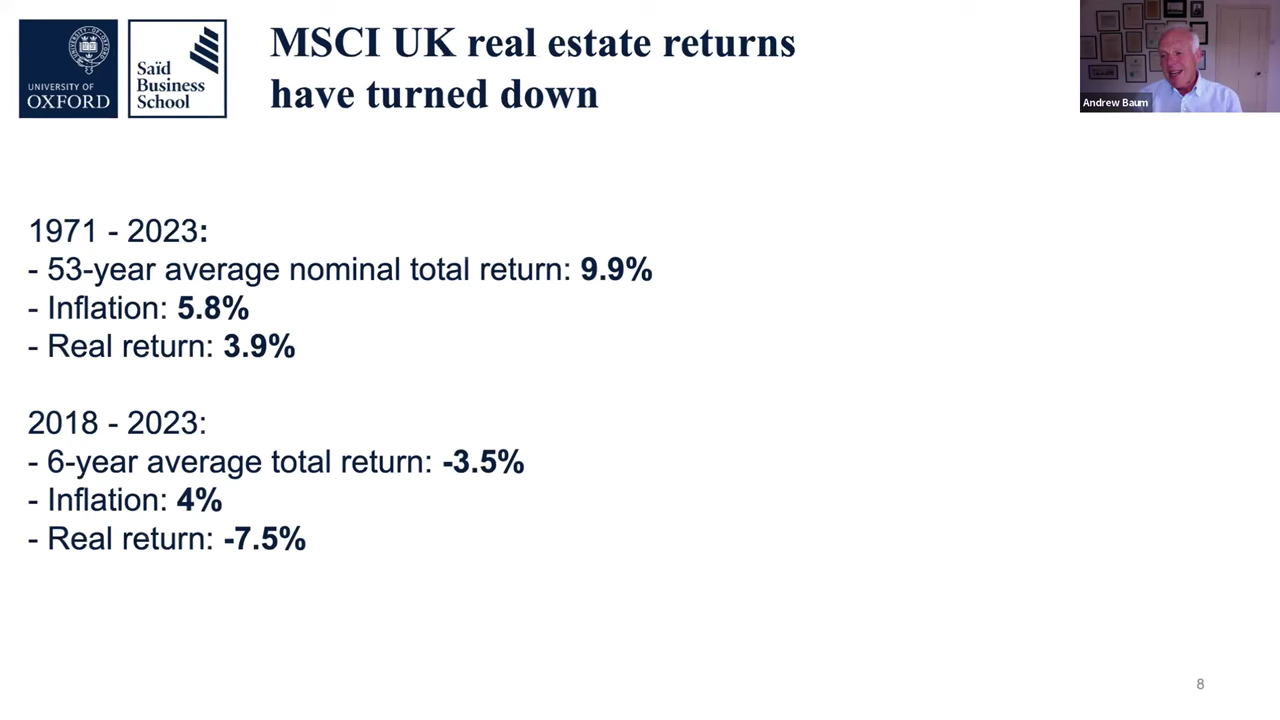 UNIVERSITY OF
OXFORD
Saïd
Business
School
MSCI UK real estate returns
have turned down
Andrew Baum
1971 - 2023:
- 53-year average nominal total return: 9.9%
- Inflation: 5.8%
- Real return: 3.9%
2018 - 2023:
- 6-year average total return: -3.5%
- Inflation: 4%
- Real return: -7.5%
8